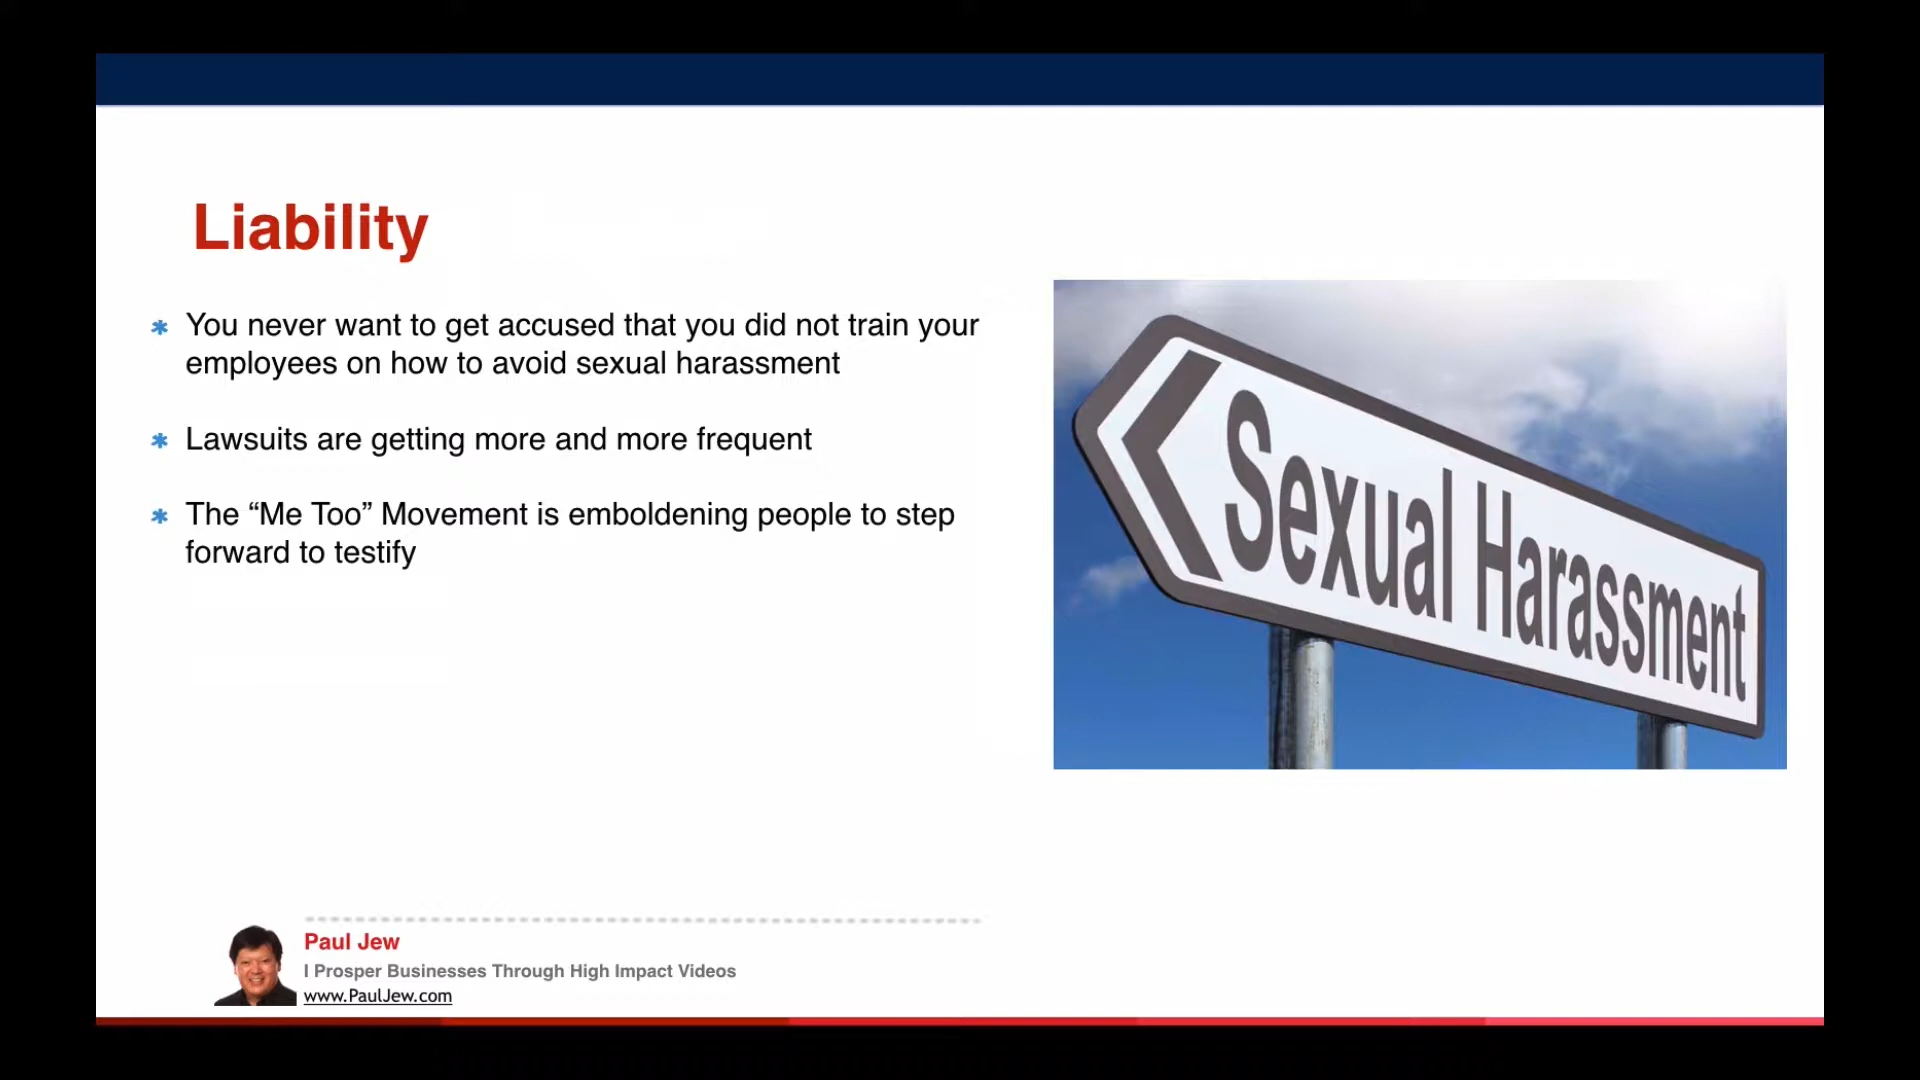 Liability
You never want to get accused that you did not train your
employees on how to avoid sexual harassment
Lawsuits are getting more and more frequent
The “Me Too” Movement is emboldening people to step
forward to testify
Sexual Harassment
Paul Jew
I Prosper Businesses Through High Impact Videos
www.PaulJew.com